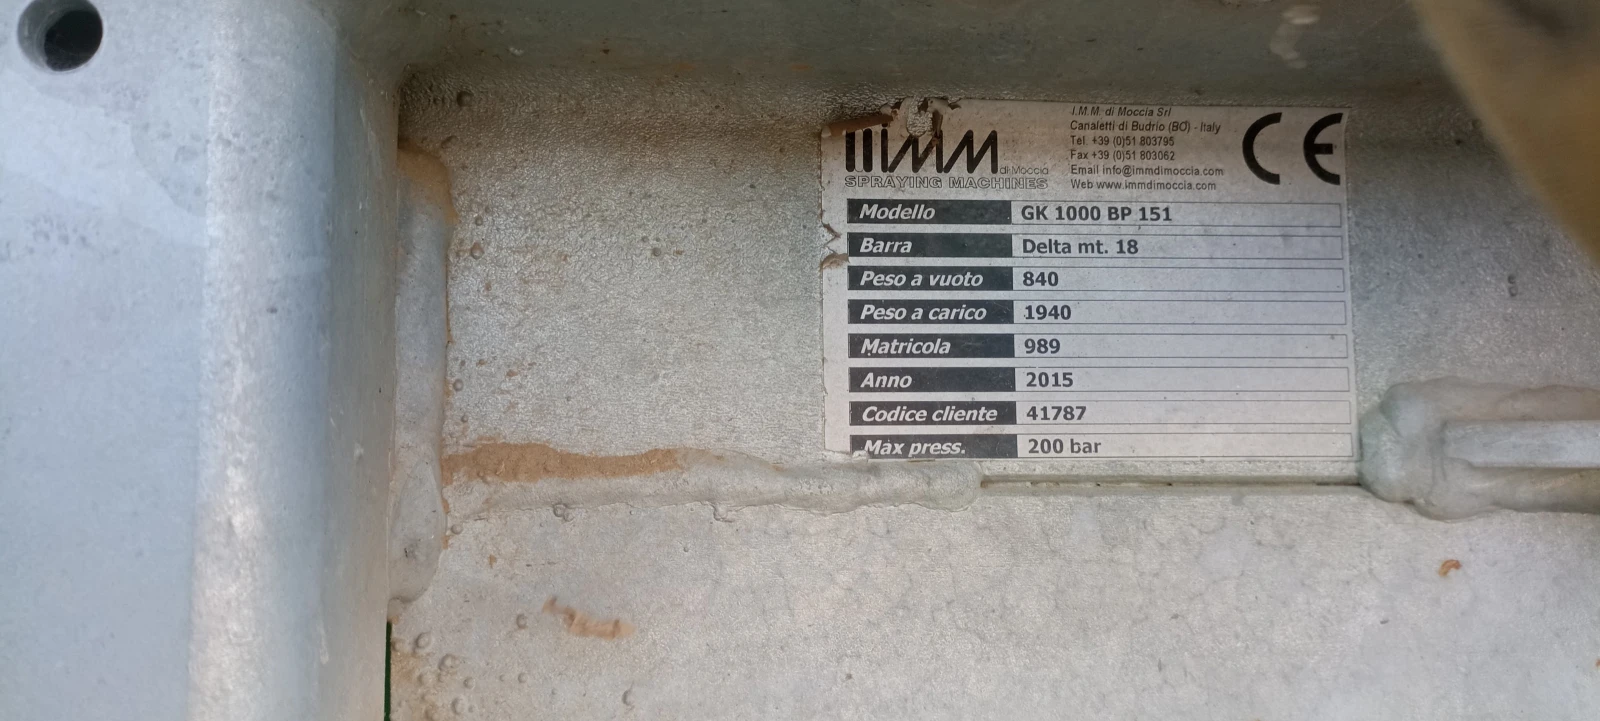 IMM
di Moccia
SPRAYING MACHINES
I.M.M. di Moccia Srl
Canaletti di Budrio (BO) - Italy
Tel. +39 (0)51 803795
Fax +39 (0)51 803062
Email info@immdimoccia.com
Web www.immdimoccia.com
CE
Modello GK 1000 BP 151
Barra Delta mt. 18
Peso a vuoto 840
Peso a carico 1940
Matricola 989
Anno 2015
Codice cliente 41787
Max press. 200 bar